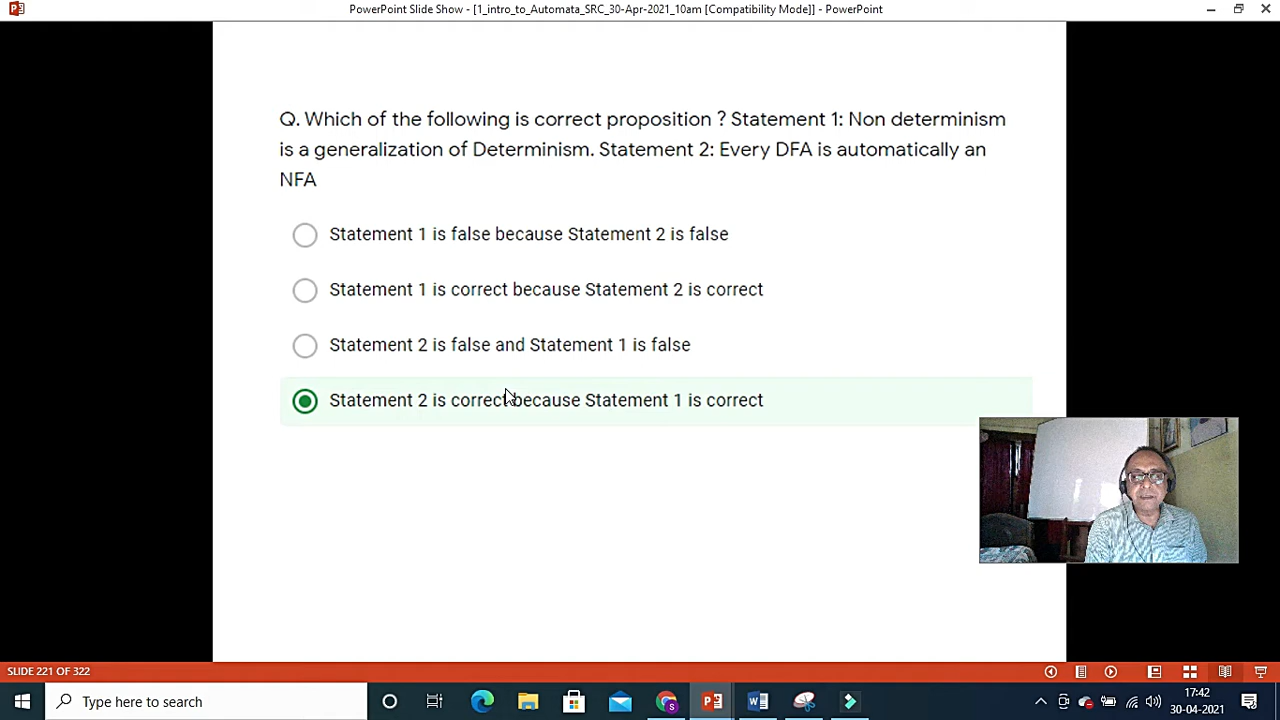 PowerPoint Slide Show - [1_intro_to_Automata_SRC_30-Apr-2021_10am [Compatibility Mode]] - PowerPoint
Q. Which of the following is correct proposition ? Statement 1: Non determinism
is a generalization of Determinism. Statement 2: Every DFA is automatically an
NFA
Statement 1 is false because Statement 2 is false
Statement 1 is correct because Statement 2 is correct
Statement 2 is false and Statement 1 is false
Statement 2 is correct because Statement 1 is correct
SLIDE 221 OF 322
Type here to search
17:42
30-04-2021